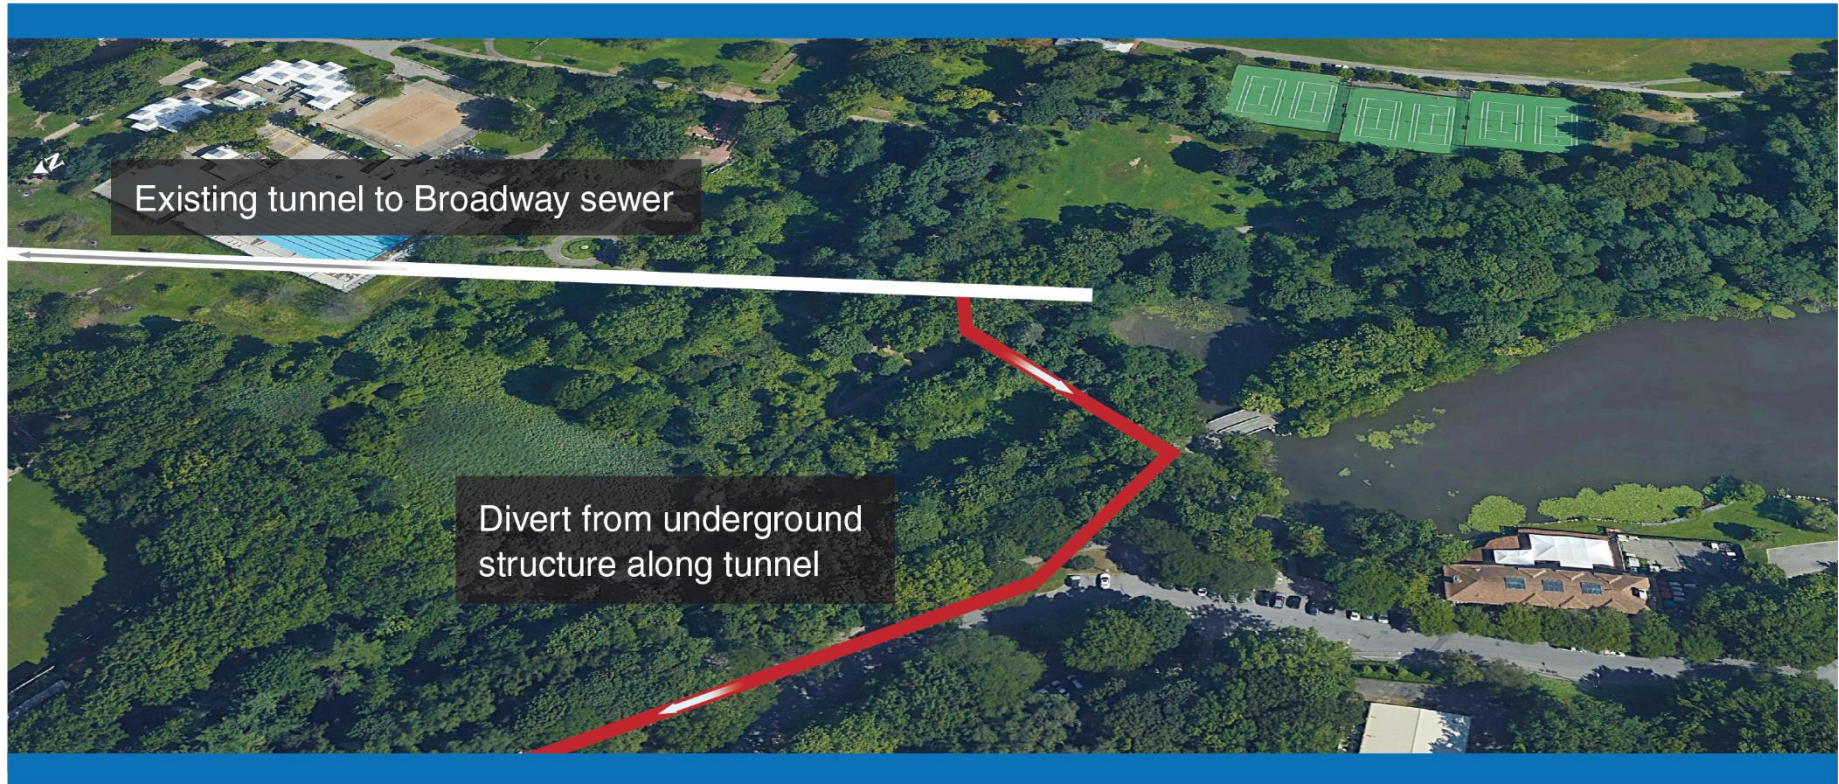 N
Existing tunnel to Broadway sewer
Divert from underground
structure along tunnel